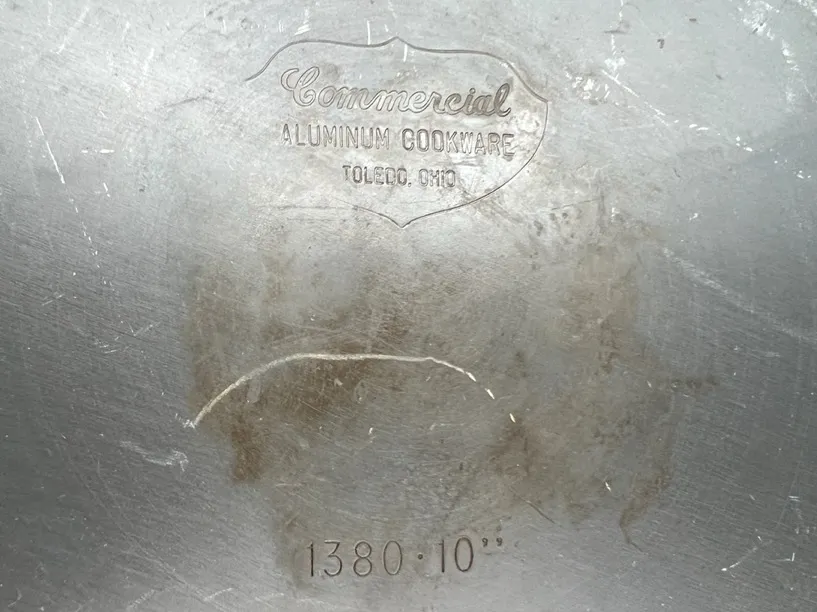 Commercial
ALUMINUM COOKWARE
TOLEDO, OHIO
1380·10"